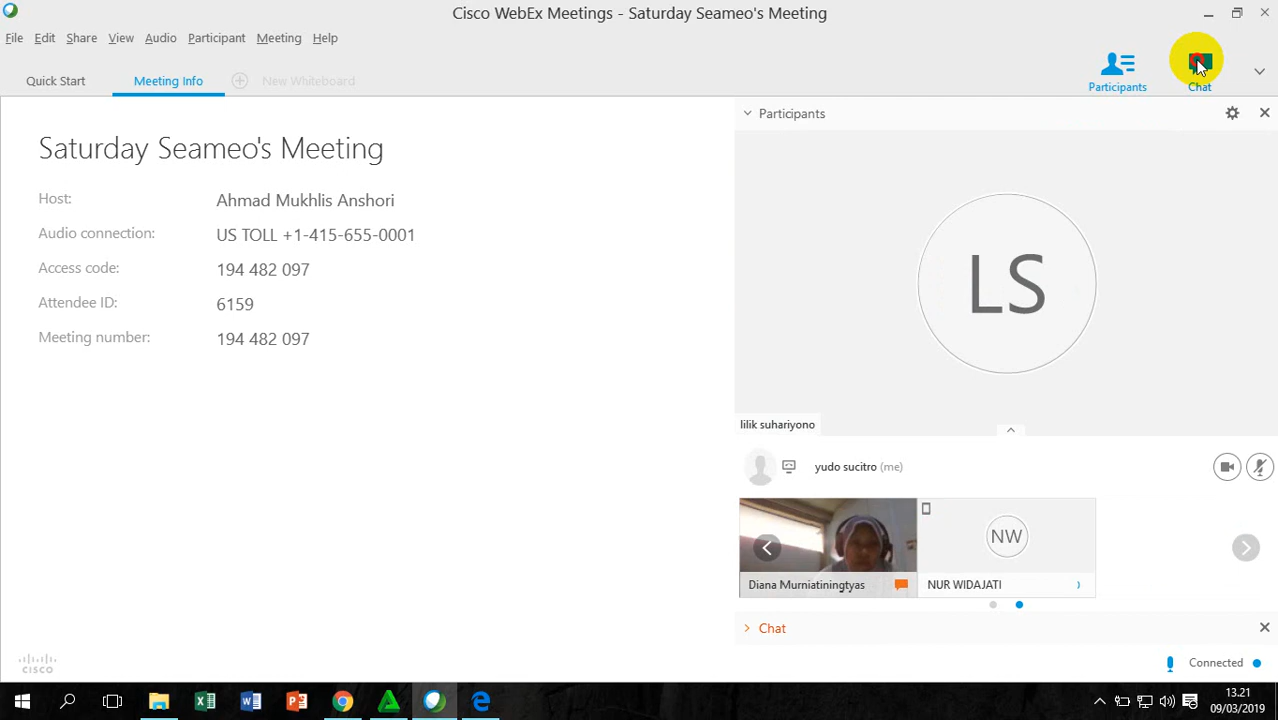 Cisco WebEx Meetings - Saturday Seameo's Meeting
File Edit Share View Audio Participant Meeting Help
Quick Start Meeting Info New Whiteboard
Participants Chat
Participants
Saturday Seameo's Meeting
Host: Ahmad Mukhlis Anshori
Audio connection: US TOLL +1-415-655-0001
Access code: 194 482 097
Attendee ID: 6159
Meeting number: 194 482 097
LS
lilik suhariyono
yudo sucitro (me)
NW
Diana Murniatiningtyas NUR WIDAJATI
Chat
Connected
cisco
13.21
09/03/2019